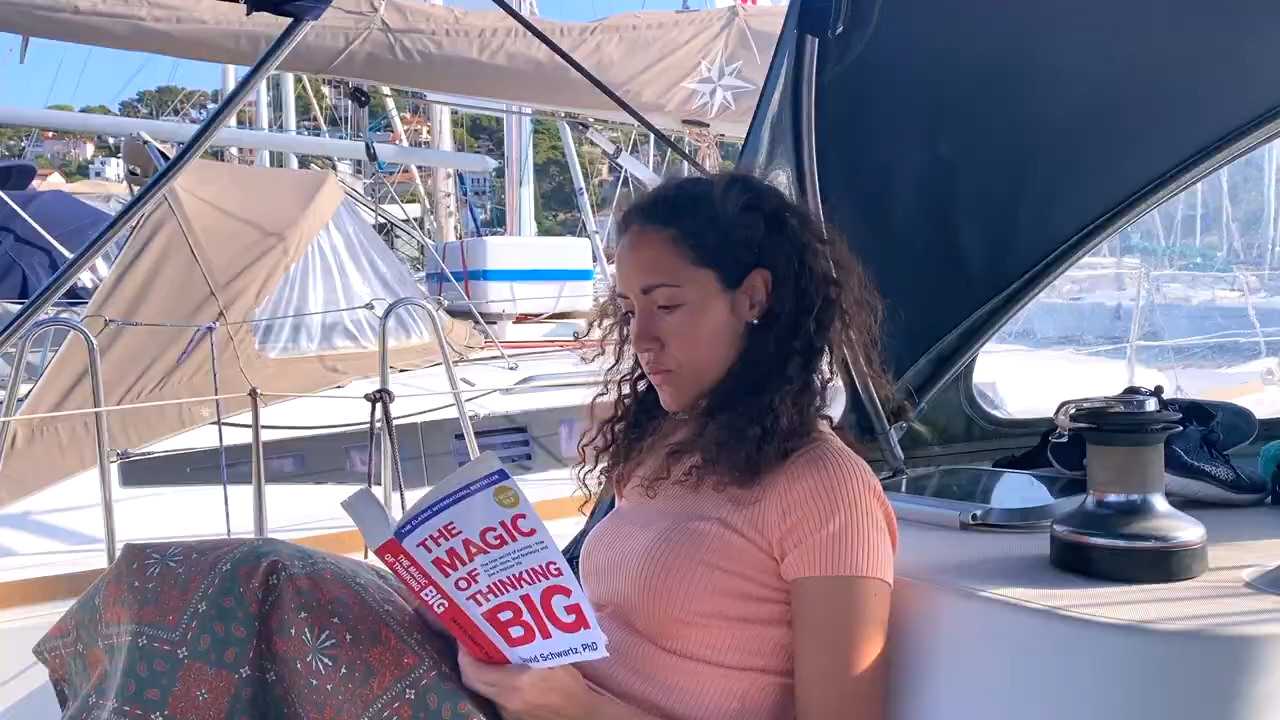 THE CLASSIC INTERNATIONAL BESTSELLER
THE
MAGIC
OF
THINKING
BIG
David Schwartz, PhD
THE MAGIC
OF THINKING
BIG